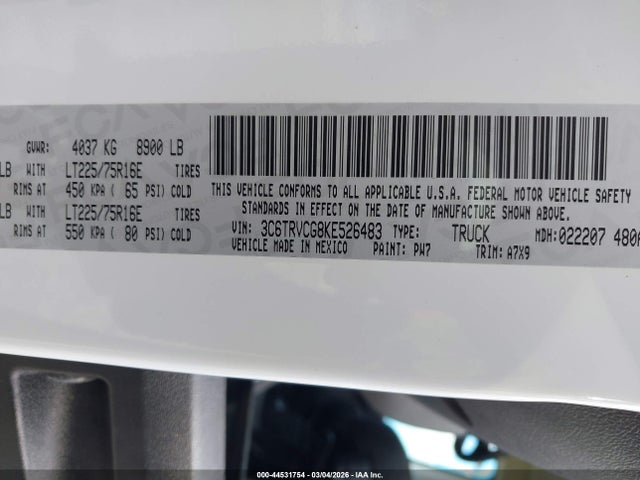 GVWR: 4037 KG 8900 LB
LB WITH LT225/75R16E TIRES
RIMS AT 450 KPA ( 65 PSI) COLD
LB WITH LT225/75R16E TIRES
RIMS AT 550 KPA ( 80 PSI) COLD
THIS VEHICLE CONFORMS TO ALL APPLICABLE U.S.A. FEDERAL MOTOR VEHICLE SAFETY
STANDARDS IN EFFECT ON THE DATE OF MANUFACTURE SHOWN ABOVE.
VIN: 3C6TRVCG8KE526483 TYPE: TRUCK MDH:022207 480
VEHICLE MADE IN MEXICO PAINT: PW7 TRIM: A7X9
000-44531754 - 03/04/2026 - IAA Inc.